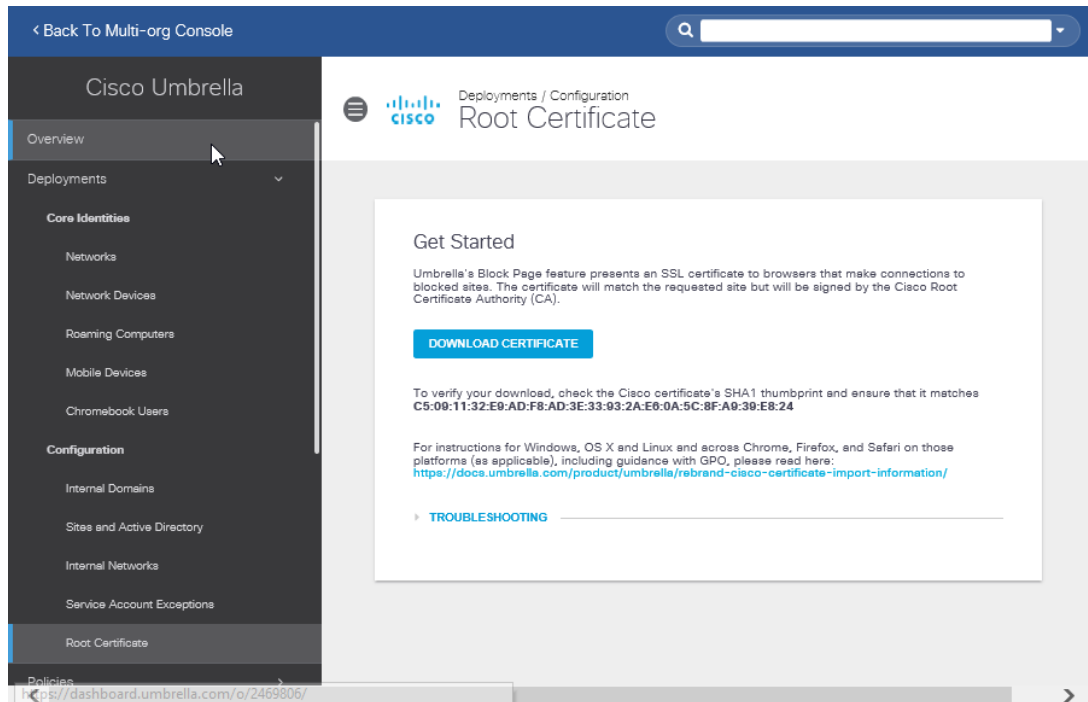 Back To Multi-org Console
Cisco Umbrella
Overview
Deployments
Core Identities
Networks
Network Devices
Roaming Computers
Mobile Devices
Chromebook Users
Configuration
Internal Domains
Sites and Active Directory
Internal Networks
Service Account Exceptions
Root Certificate
Policies
https://dashboard.umbrella.com/o/2469806/
cisco
Deployments / Configuration
Root Certificate
Get Started
Umbrella's Block Page feature presents an SSL certificate to browsers that make connections to
blocked sites. The certificate will match the requested site but will be signed by the Cisco Root
Certificate Authority (CA).
DOWNLOAD CERTIFICATE
To verify your download, check the Cisco certificate's SHA1 thumbprint and ensure that it matches
C5:09:11:32:E9:AD:F8:AD:3E:33:93:2A:E6:0A:5C:8F:A9:39:E8:24
For instructions for Windows, OS X and Linux and across Chrome, Firefox, and Safari on those
platforms (as applicable), including guidance with GPO, please read here:
https://docs.umbrella.com/product/umbrella/rebrand-cisco-certificate-import-information/
TROUBLESHOOTING